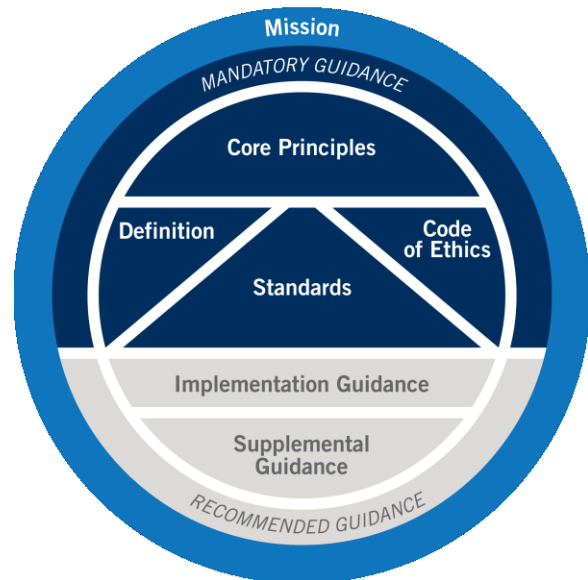 Mission
MANDATORY GUIDANCE
Core Principles
Definition
Code
of Ethics
Standards
Implementation Guidance
Supplemental
Guidance
RECOMMENDED GUIDANCE